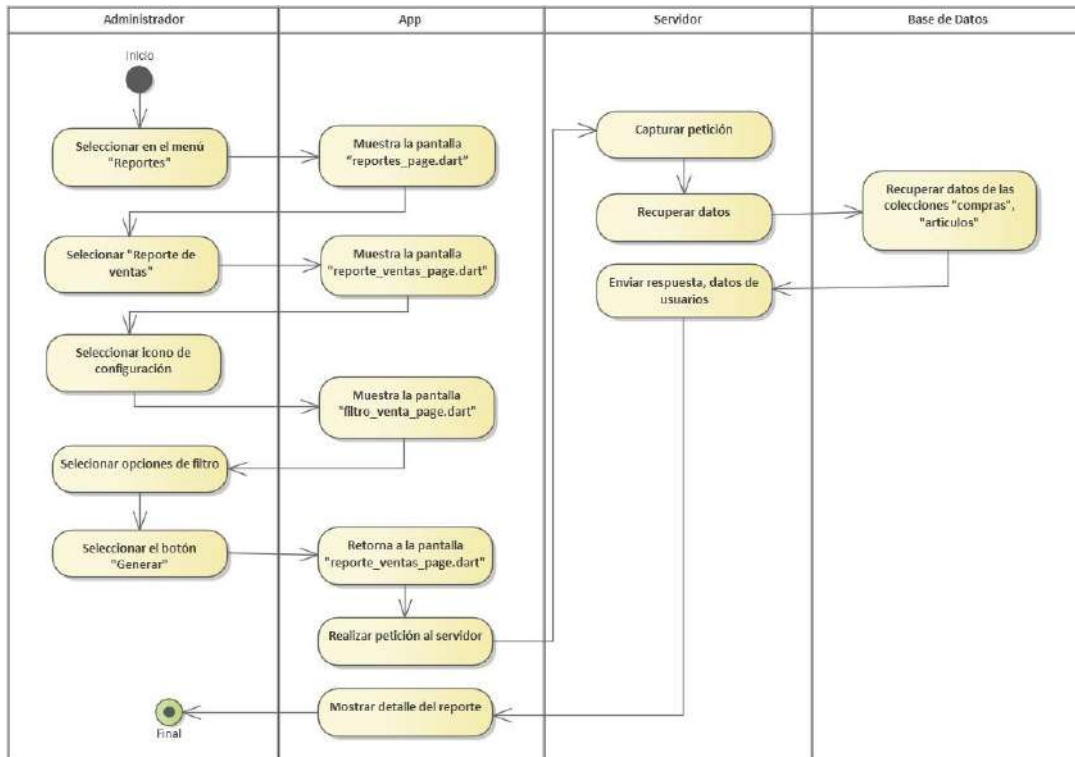 Administrador
App
Servidor
Base de Datos
Inicio
Seleccionar en el menú
"Reportes"
Muestra la pantalla
"reportes_page.dart"
Capturar petición
Recuperar datos
Recuperar datos de las
colecciones "compras",
"articulos"
Selecionar "Reporte de
ventas"
Muestra la pantalla
"reporte_ventas_page.dart"
Enviar respuesta, datos de
usuarios
Seleccionar icono de
configuración
Muestra la pantalla
"filtro_venta_page.dart"
Selecionar opciones de filtro
Seleccionar el botón
"Generar"
Retorna a la pantalla
"reporte_ventas_page.dart"
Realizar petición al servidor
Mostrar detalle del reporte
Final